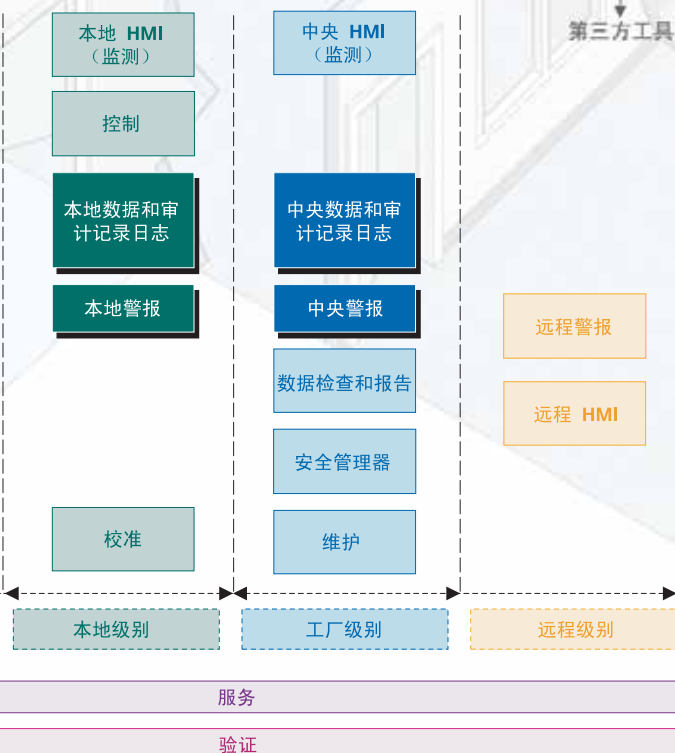 第三方工具
本地 HMI
（监测）
控制
本地数据和审
计记录日志
本地警报
校准
本地级别
中央 HMI
（监测）
中央数据和审
计记录日志
中央警报
数据检查和报告
安全管理器
维护
工厂级别
远程警报
远程 HMI
远程级别
服务
验证